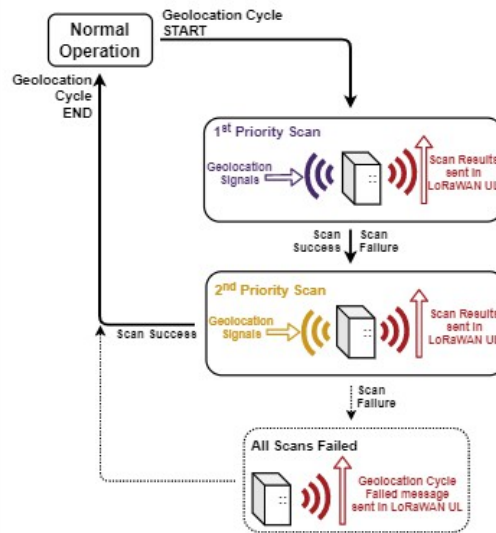 Normal
Operation
Geolocation Cycle
START
Geolocation
Cycle
END
1st Priority Scan
Geolocation
Signals
Scan Results
sent in
LoRaWAN UL
Scan
Success
Scan
Failure
2nd Priority Scan
Geolocation
Signals
Scan Results
sent in
LoRaWAN UL
Scan Success
Scan
Failure
All Scans Failed
Geolocation Cycle
Failed message
sent in LoRaWAN UL